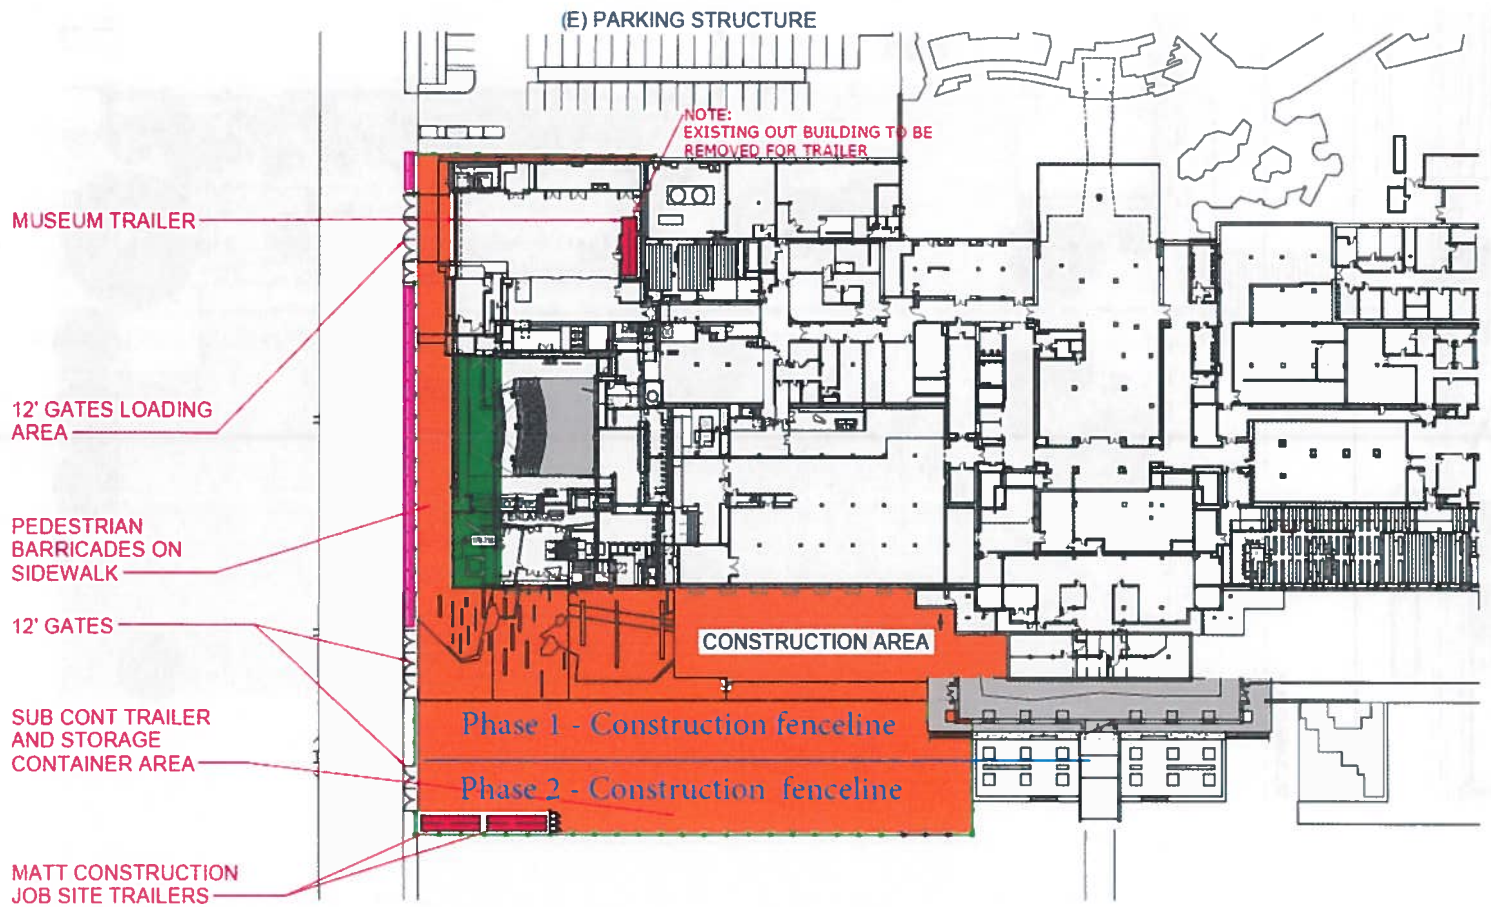 (E) PARKING STRUCTURE
NOTE:
EXISTING OUT BUILDING TO BE
REMOVED FOR TRAILER
MUSEUM TRAILER
12' GATES LOADING
AREA
PEDESTRIAN
BARRICADES ON
SIDEWALK
12' GATES
CONSTRUCTION AREA
SUB CONT TRAILER
AND STORAGE
CONTAINER AREA
Phase 1 - Construction fenceline
Phase 2 - Construction fenceline
MATT CONSTRUCTION
JOB SITE TRAILERS